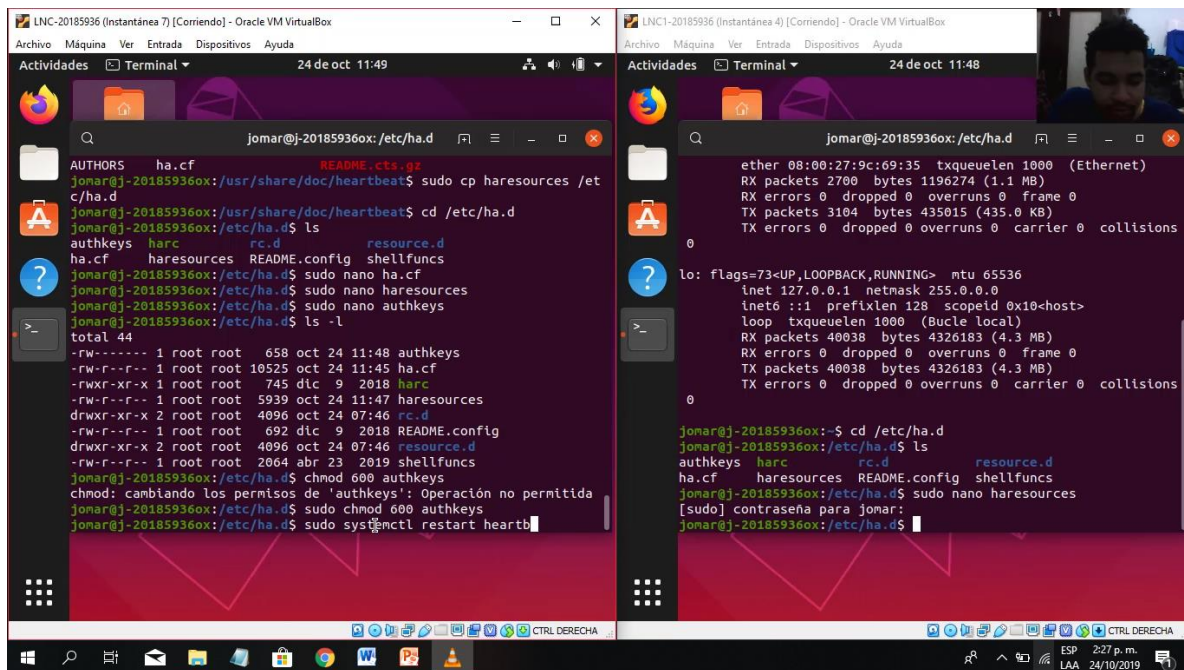 LNC-20185936 (Instantánea 7) [Corriendo] - Oracle VM VirtualBox
Archivo Máquina Ver Entrada Dispositivos Ayuda
Actividades Terminal 24 de oct 11:49
jomar@j-20185936ox: /etc/ha.d
AUTHORS ha.cf README.cts.gz
jomar@j-20185936ox:/usr/share/doc/heartbeat$ sudo cp haresources /et
c/ha.d
jomar@j-20185936ox:/usr/share/doc/heartbeat$ cd /etc/ha.d
jomar@j-20185936ox:/etc/ha.d$ ls
authkeys harc rc.d resource.d
ha.cf haresources README.config shellfuncs
jomar@j-20185936ox:/etc/ha.d$ sudo nano ha.cf
jomar@j-20185936ox:/etc/ha.d$ sudo nano haresources
jomar@j-20185936ox:/etc/ha.d$ sudo nano authkeys
jomar@j-20185936ox:/etc/ha.d$ ls -l
total 44
-rw------- 1 root root 658 oct 24 11:48 authkeys
-rw-r--r-- 1 root root 10525 oct 24 11:45 ha.cf
-rwxr-xr-x 1 root root 745 dic 9 2018 harc
-rw-r--r-- 1 root root 5939 oct 24 11:47 haresources
drwxr-xr-x 2 root root 4096 oct 24 07:46 rc.d
-rw-r--r-- 1 root root 692 dic 9 2018 README.config
drwxr-xr-x 2 root root 4096 oct 24 07:46 resource.d
-rw-r--r-- 1 root root 2064 abr 23 2019 shellfuncs
jomar@j-20185936ox:/etc/ha.d$ chmod 600 authkeys
chmod: cambiando los permisos de 'authkeys': Operación no permitida
jomar@j-20185936ox:/etc/ha.d$ sudo chmod 600 authkeys
jomar@j-20185936ox:/etc/ha.d$ sudo systemctl restart heartb
CTRL DERECHA
LNC1-20185936 (Instantánea 4) [Corriendo] - Oracle VM VirtualBox
Archivo Máquina Ver Entrada Dispositivos Ayuda
Actividades Terminal 24 de oct 11:48
jomar@j-20185936ox: /etc/ha.d
ether 08:00:27:9c:69:35 txqueuelen 1000 (Ethernet)
RX packets 2700 bytes 1196274 (1.1 MB)
RX errors 0 dropped 0 overruns 0 frame 0
TX packets 3104 bytes 435015 (435.0 KB)
TX errors 0 dropped 0 overruns 0 carrier 0 collisions
0
lo: flags=73<UP,LOOPBACK,RUNNING> mtu 65536
inet 127.0.0.1 netmask 255.0.0.0
inet6 ::1 prefixlen 128 scopeid 0x10<host>
loop txqueuelen 1000 (Bucle local)
RX packets 40038 bytes 4326183 (4.3 MB)
RX errors 0 dropped 0 overruns 0 frame 0
TX packets 40038 bytes 4326183 (4.3 MB)
TX errors 0 dropped 0 overruns 0 carrier 0 collisions
0
jomar@j-20185936ox:~$ cd /etc/ha.d
jomar@j-20185936ox:/etc/ha.d$ ls
authkeys harc rc.d resource.d
ha.cf haresources README.config shellfuncs
jomar@j-20185936ox:/etc/ha.d$ sudo nano haresources
[sudo] contraseña para jomar:
jomar@j-20185936ox:/etc/ha.d$
CTRL DERECHA
ESP 2:27 p. m.
LAA 24/10/2019